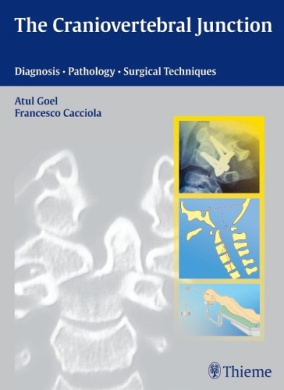 The Craniovertebral Junction
Diagnosis • Pathology • Surgical Techniques
Atul Goel
Francesco Cacciola
Thieme